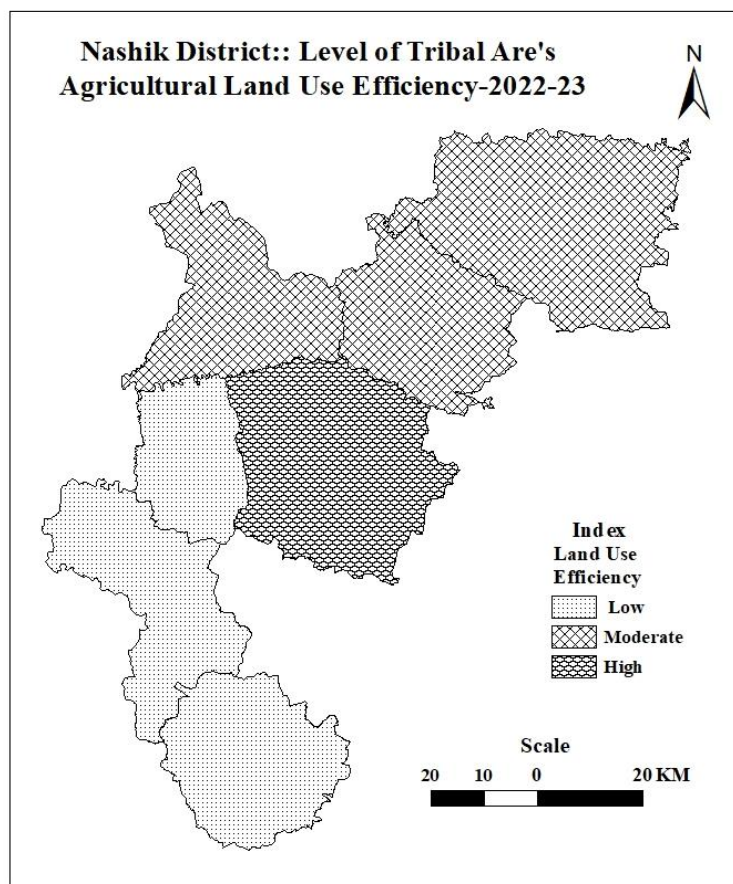 Nashik District:: Level of Tribal Are's
Agricultural Land Use Efficiency-2022-23
N
Index
Land Use
Efficiency
Low
Moderate
High
Scale
20 10 0 20 KM